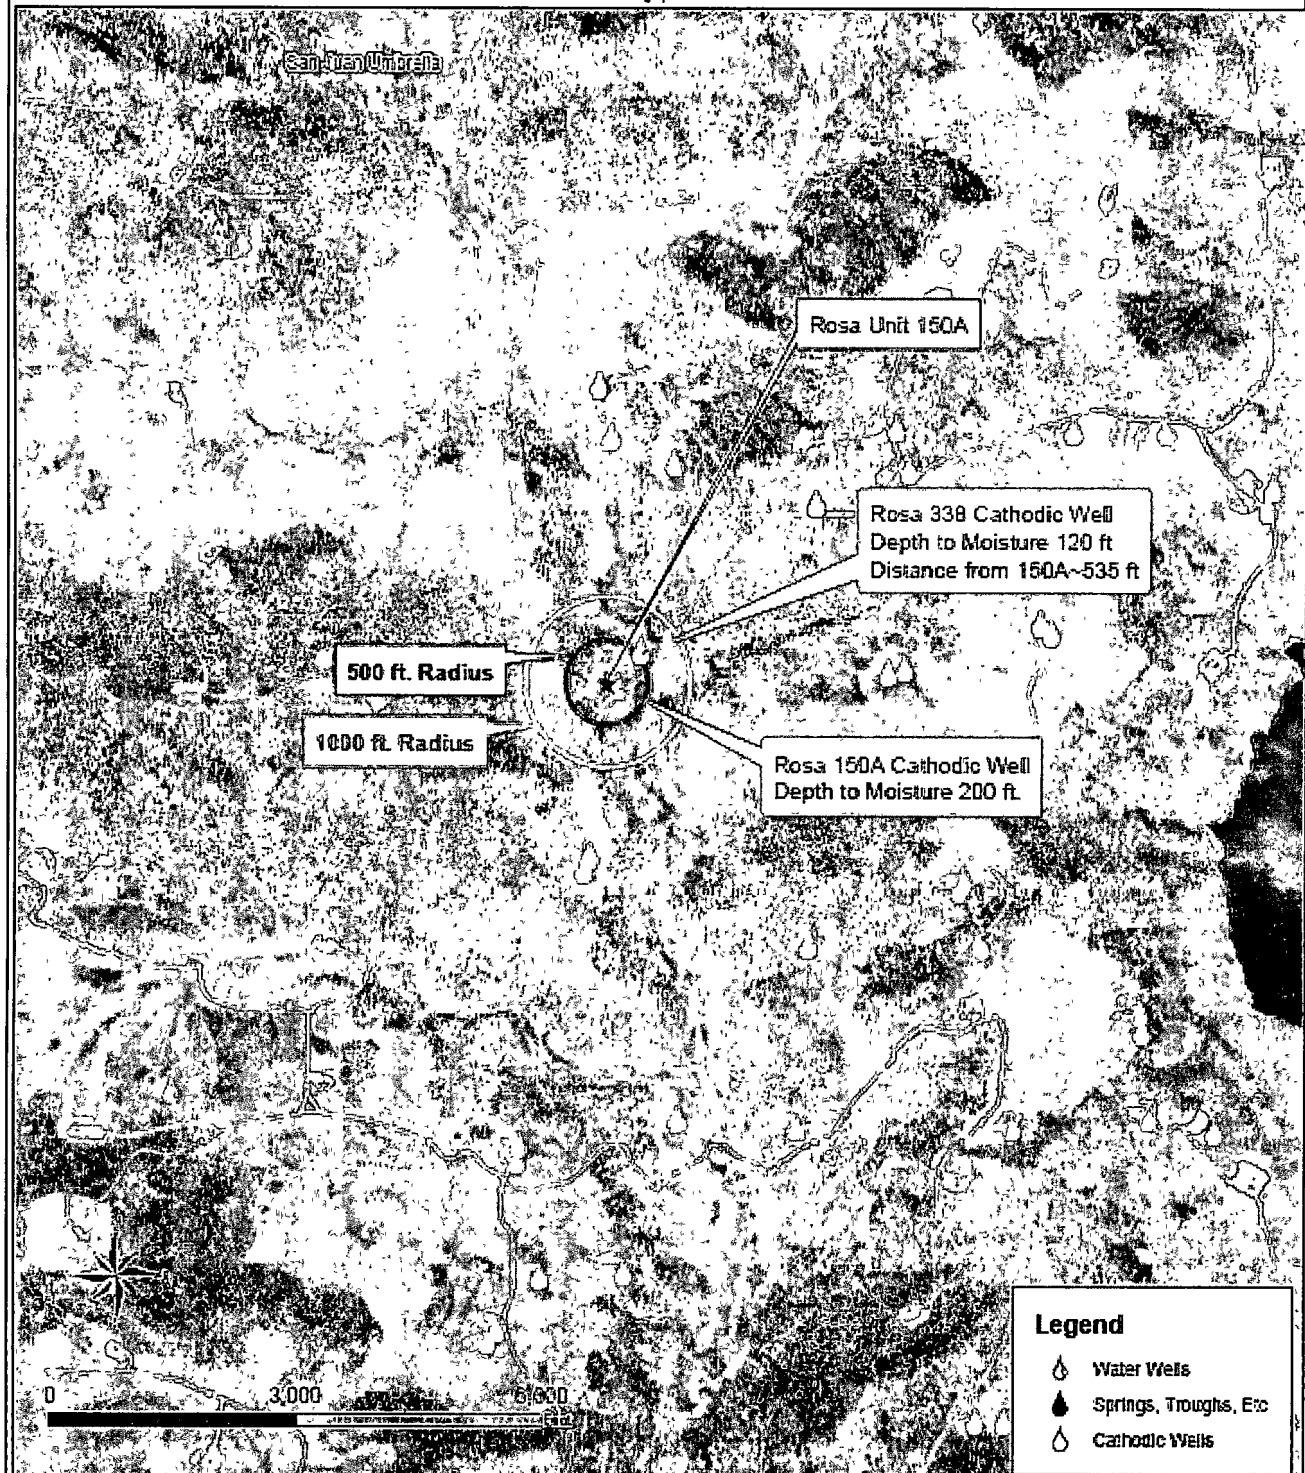 San Juan Umbrella
Rosa Unit 150A
Rosa 338 Cathodic Well
Depth to Moisture 120 ft
Distance from 150A~535 ft
500 ft. Radius
1000 ft. Radius
Rosa 150A Cathodic Well
Depth to Moisture 200 ft.
Legend
Water Wells
Springs, Troughs, Etc
Cathodic Wells
0 3,000 6,000
Feet